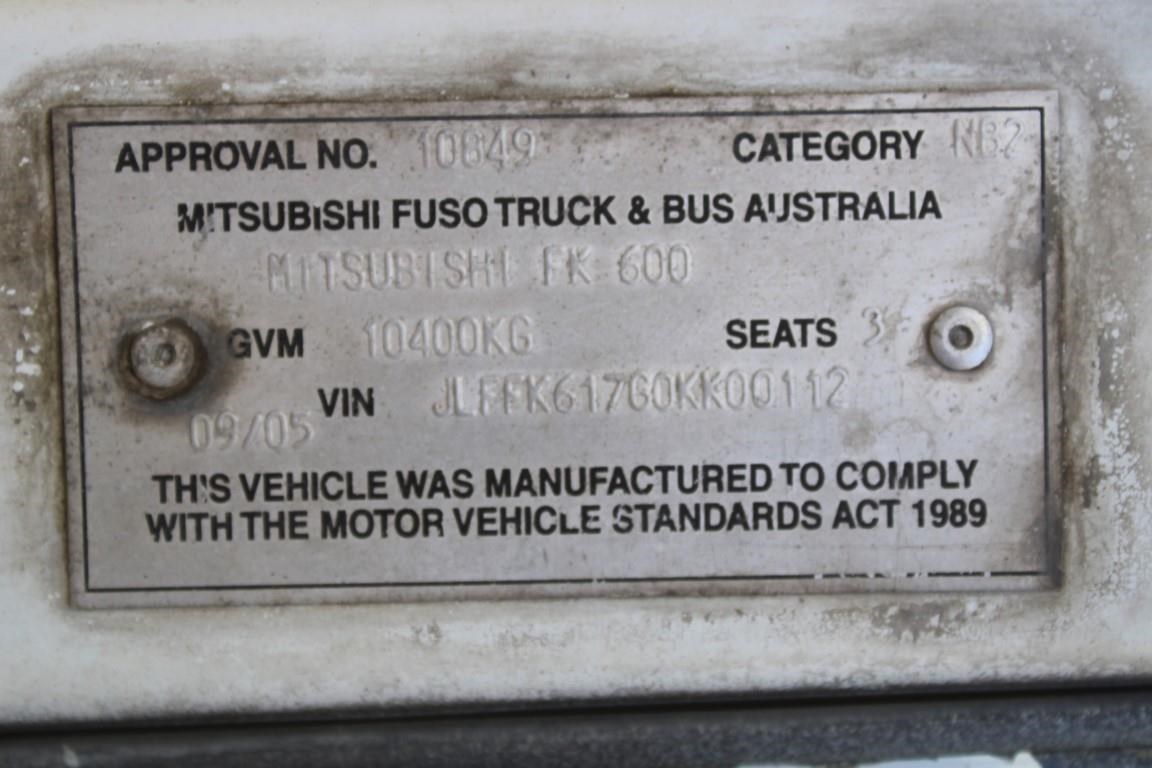 APPROVAL NO. 10849 CATEGORY NB2
MITSUBISHI FUSO TRUCK & BUS AUSTRALIA
MITSUBISHI FK 600
GVM 10400KG SEATS 3
VIN JLFFK617G0KK00112
09/05
THIS VEHICLE WAS MANUFACTURED TO COMPLY
WITH THE MOTOR VEHICLE STANDARDS ACT 1989